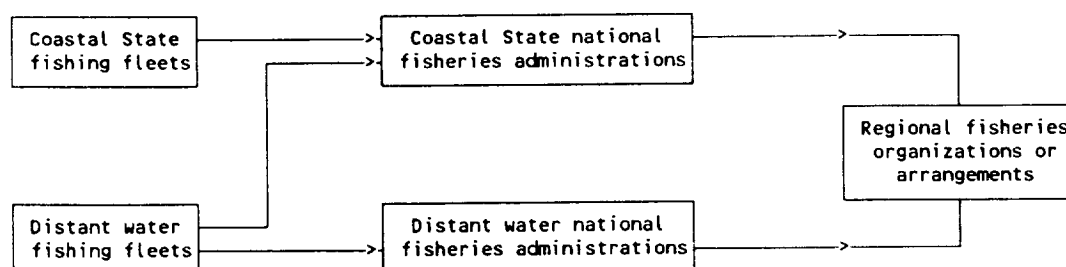 Coastal State
fishing fleets
Coastal State national
fisheries administrations
Regional fisheries
organizations or
arrangements
Distant water
fishing fleets
Distant water national
fisheries administrations